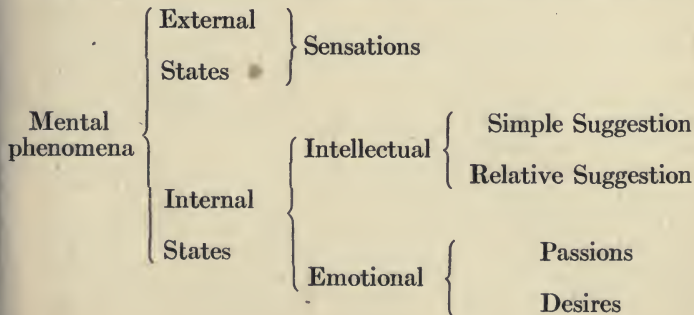 External
States
Sensations
Mental
phenomena
Internal
States
Intellectual
Simple Suggestion
Relative Suggestion
Emotional
Passions
Desires